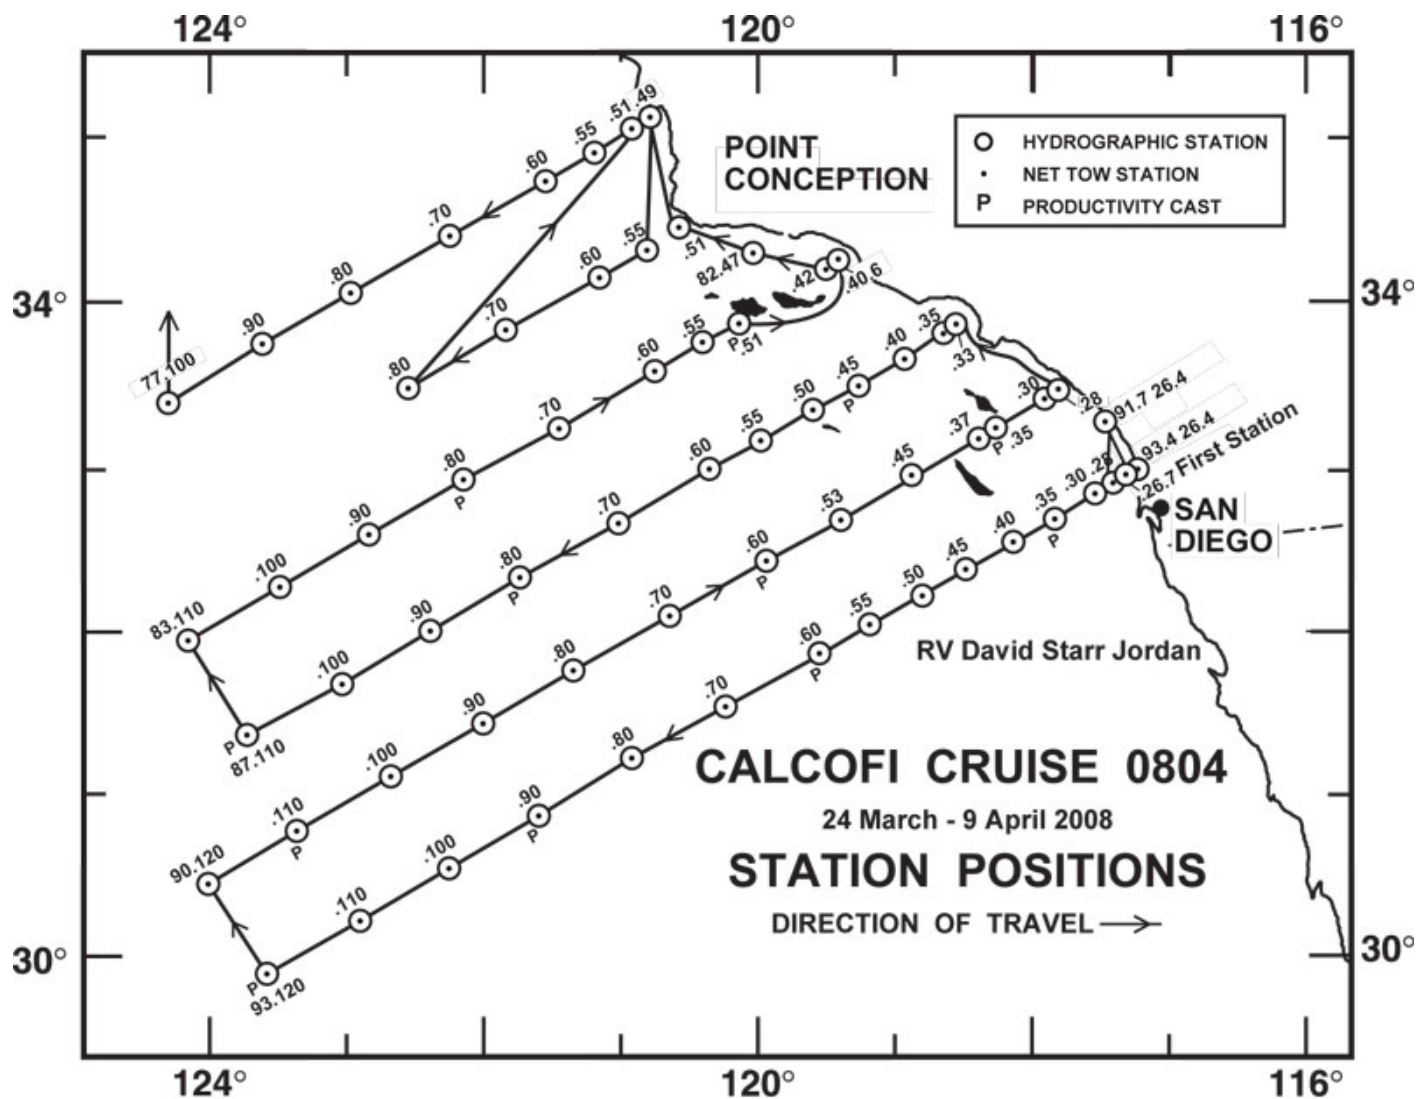 124° 120° 116°
.51 .49
.55
.60
.70
.80
.90
77.100
POINT
CONCEPTION
HYDROGRAPHIC STATION
NET TOW STATION
P PRODUCTIVITY CAST
34° 34°
.55
.60
.70
.80
.51
82.47
.42
.40.6
P .51
.55
.60
.70
.80
P
.90
.100
83.110
.33
.35
.40
.45
P
.50
.55
.60
.70
.80
P
.90
.100
P
87.110
.28
.30
P .35
.37
.45
.53
.60
P
.70
.80
.90
.100
.110
P
90.120
91.7 26.4
93.4 26.4
First Station
.26.7
.28
.30
.35
P
.40
.45
.50
.55
.60
P
.70
.80
.90
P
.100
.110
P
93.120
SAN
DIEGO
RV David Starr Jordan
CALCOFI CRUISE 0804
24 March - 9 April 2008
STATION POSITIONS
DIRECTION OF TRAVEL
30° 30°
124° 120° 116°